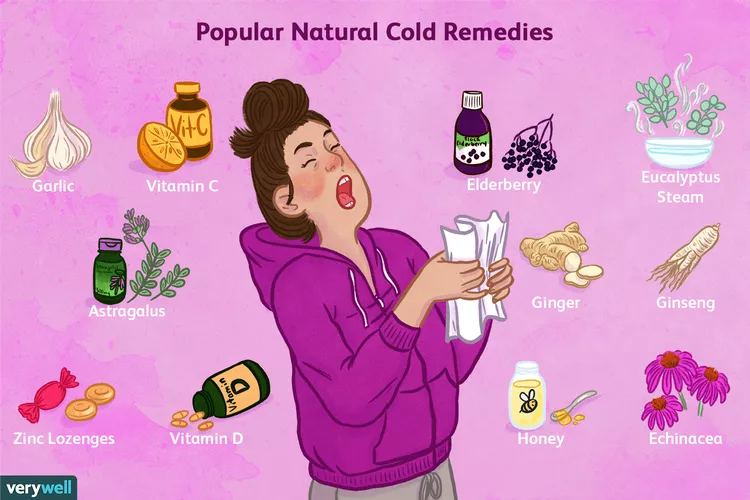 Popular Natural Cold Remedies
Vit C
Garlic
Vitamin C
Elderberry
Elderberry
Eucalyptus
Steam
Astragalus
Ginger
Ginseng
Vitamin
D
Zinc Lozenges
Vitamin D
Honey
Echinacea
verywell